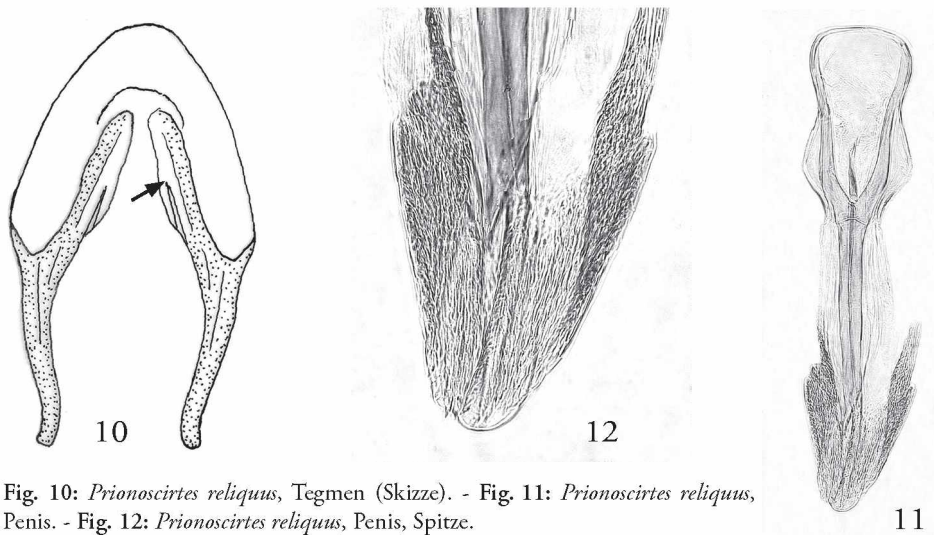 10
12
11
Fig. 10: Prionoscirtes reliquus, Tegmen (Skizze). - Fig. 11: Prionoscirtes reliquus,
Penis. - Fig. 12: Prionoscirtes reliquus, Penis, Spitze.